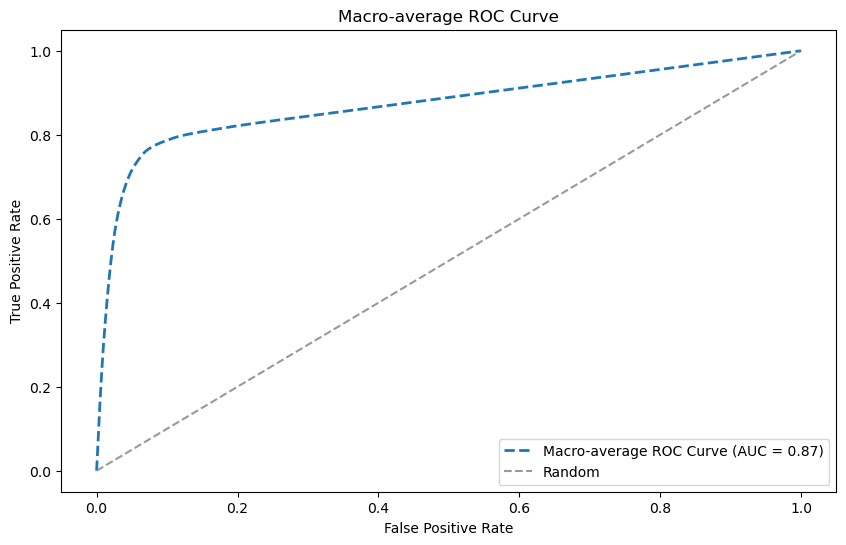 Macro-average ROC Curve
True Positive Rate
1.0
0.8
0.6
0.4
0.2
0.0
Macro-average ROC Curve (AUC = 0.87)
Random
0.0 0.2 0.4 0.6 0.8 1.0
False Positive Rate